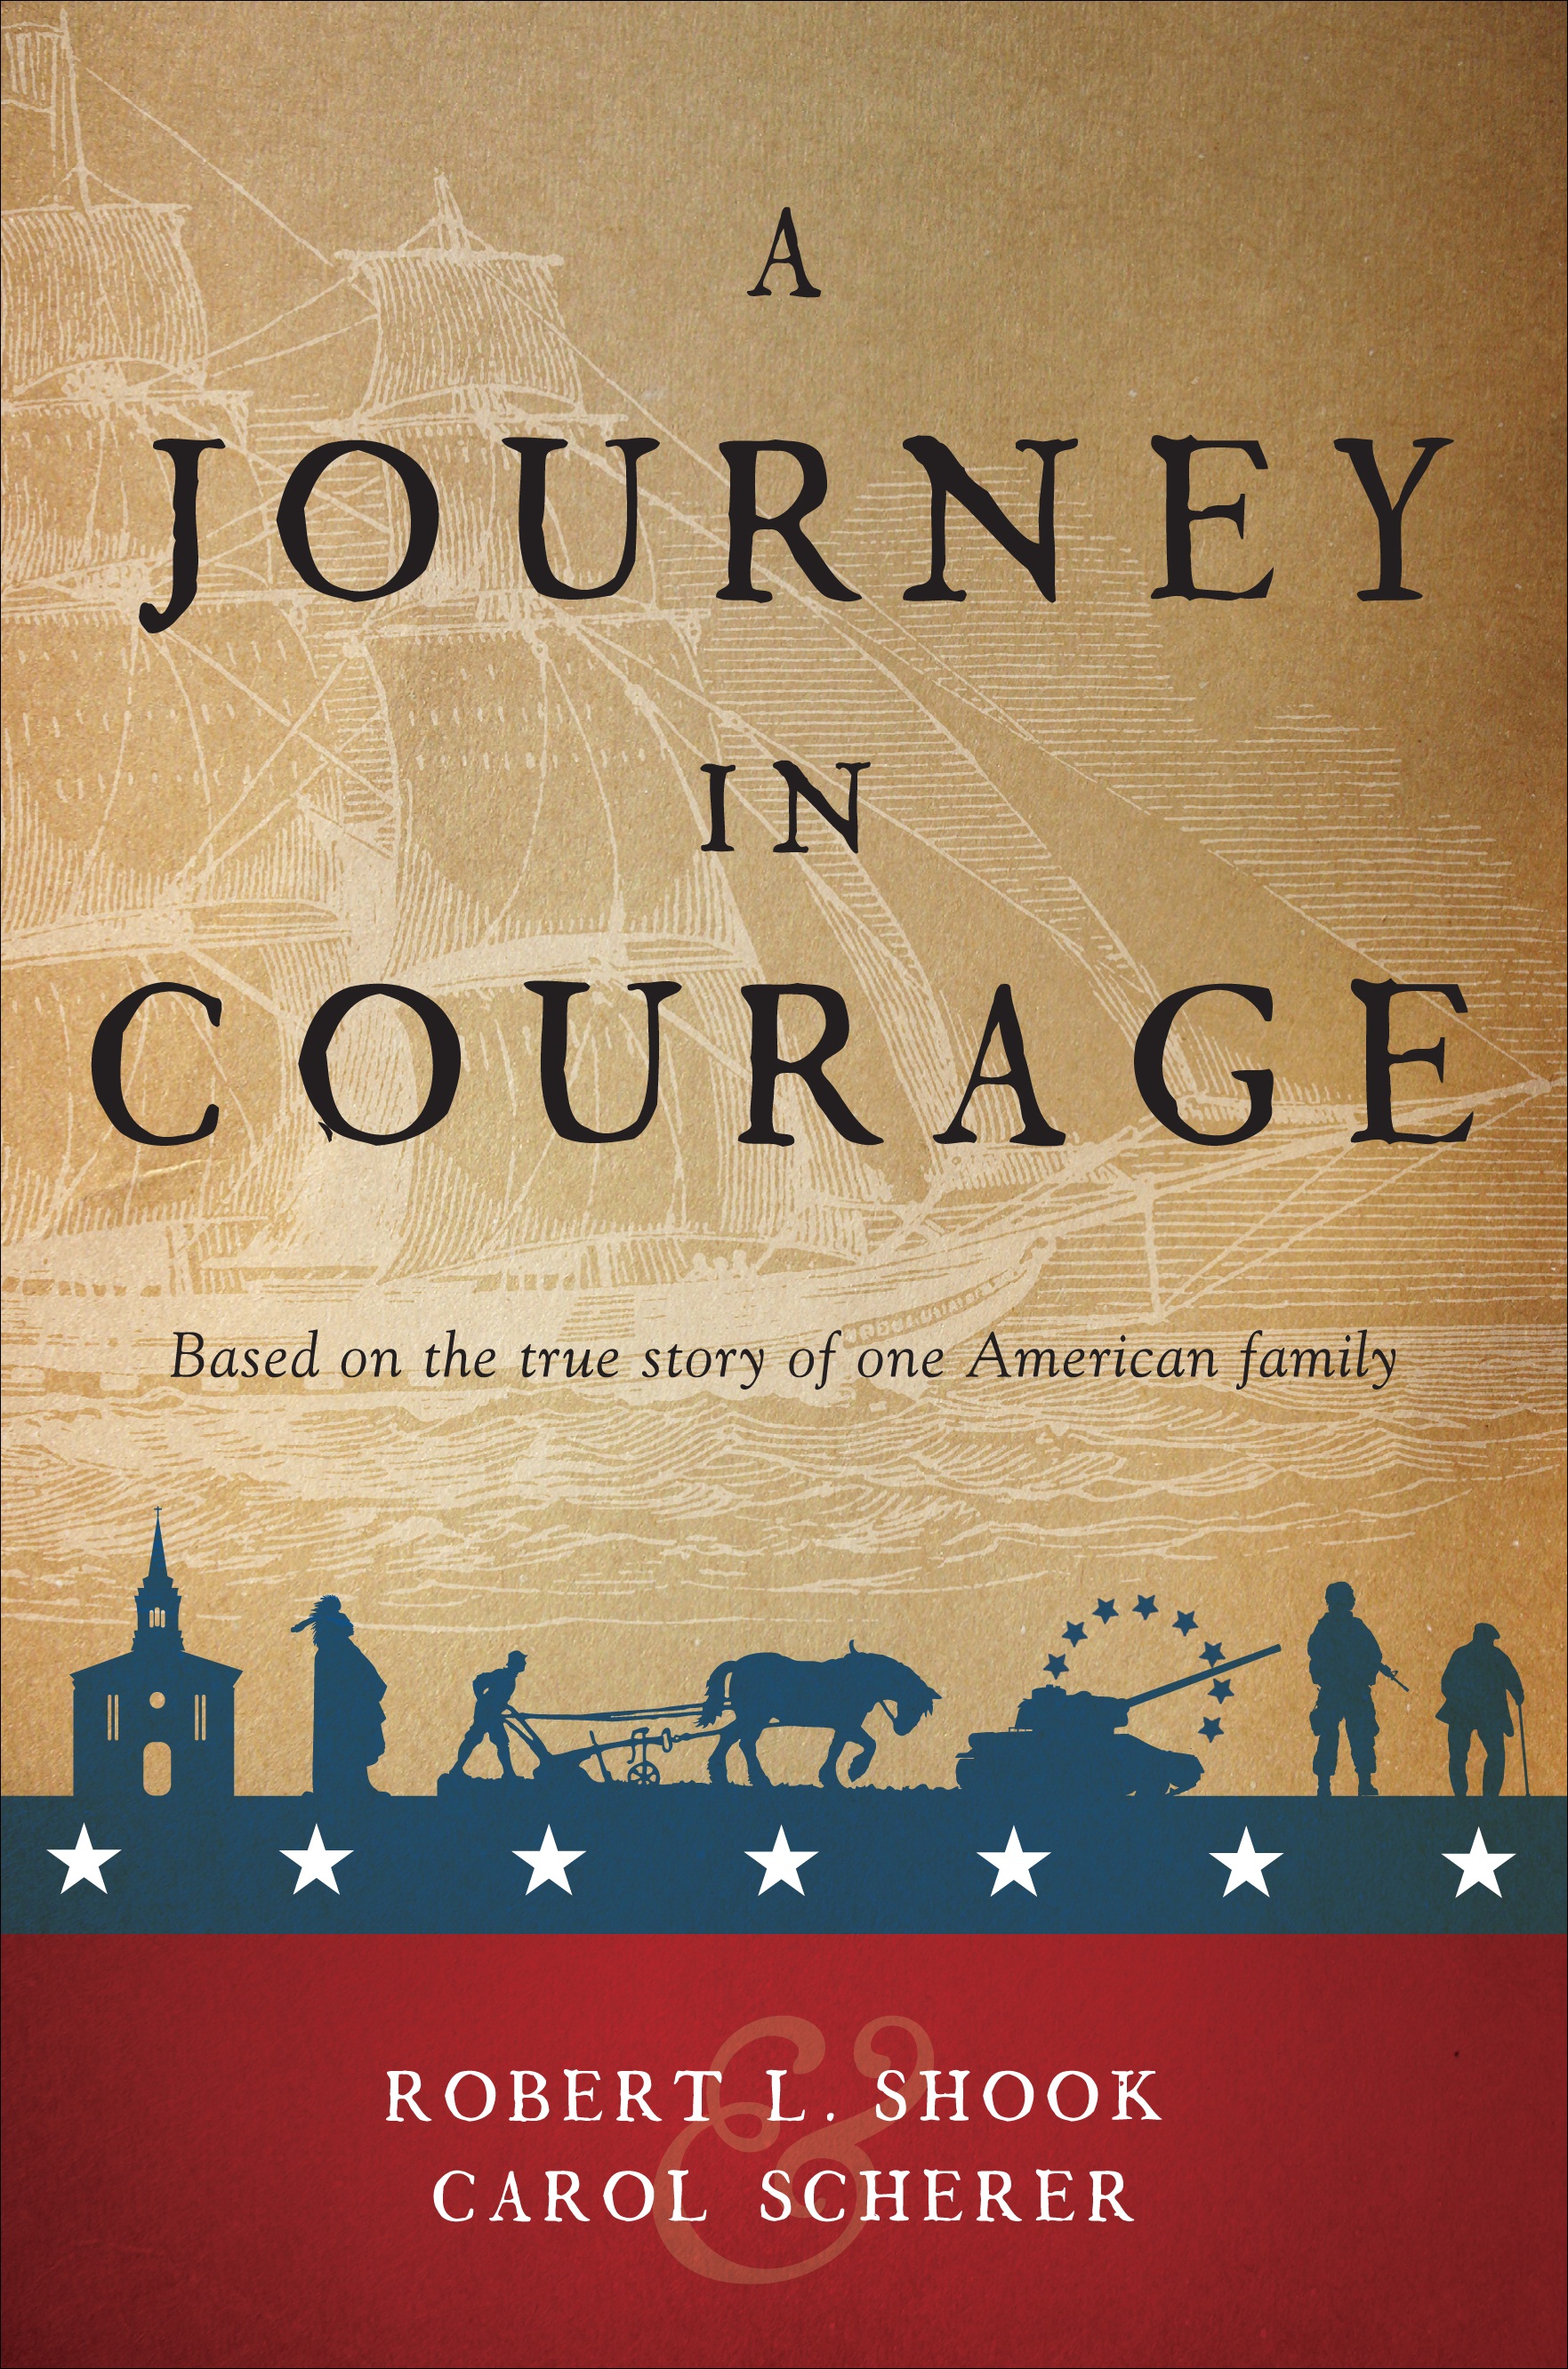 A
JOURNEY
IN
COURAGE
Based on the true story of one American family
&
ROBERT L. SHOOK
CAROL SCHERER